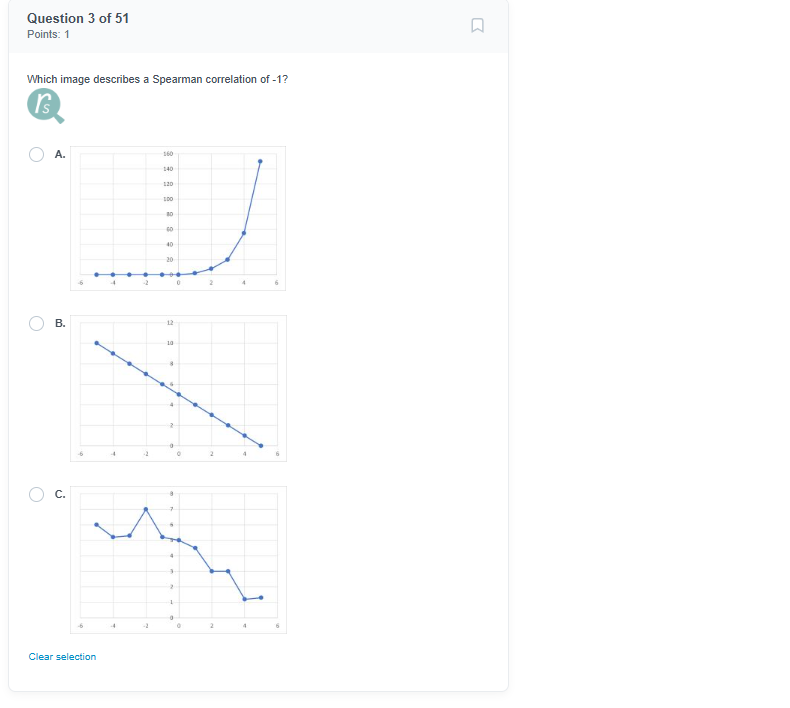 Question 3 of 51
Points: 1
Which image describes a Spearman correlation of -1?
rs
A.
160
140
120
100
80
60
40
20
0
-6 -4 -2 0 2 4 6
B.
12
10
8
6
4
2
0
-6 -4 -2 0 2 4 6
C.
8
7
6
5
4
3
2
1
0
-6 -4 -2 0 2 4 6
Clear selection